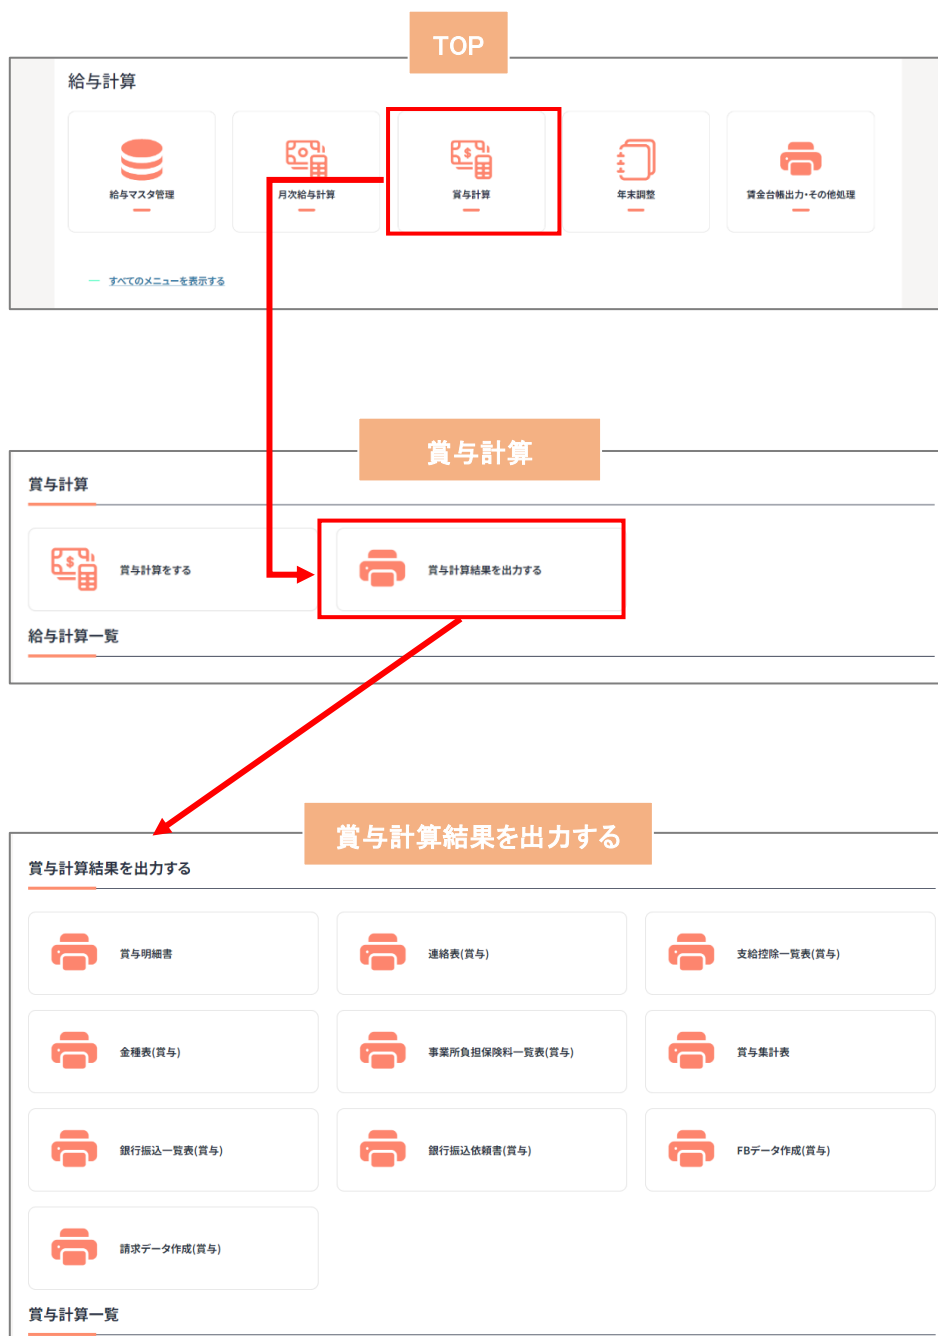 TOP
給与計算
給与マスタ管理
月次給与計算
賞与計算
年末調整
賃金台帳出力・その他処理
すべてのメニューを表示する
賞与計算
賞与計算
賞与計算をする
賞与計算結果を出力する
給与計算一覧
賞与計算結果を出力する
賞与計算結果を出力する
賞与明細書
連絡表(賞与)
支給控除一覧表(賞与)
金種表(賞与)
事業所負担保険料一覧表(賞与)
賞与集計表
銀行振込一覧表(賞与)
銀行振込依頼書(賞与)
FBデータ作成(賞与)
請求データ作成(賞与)
賞与計算一覧